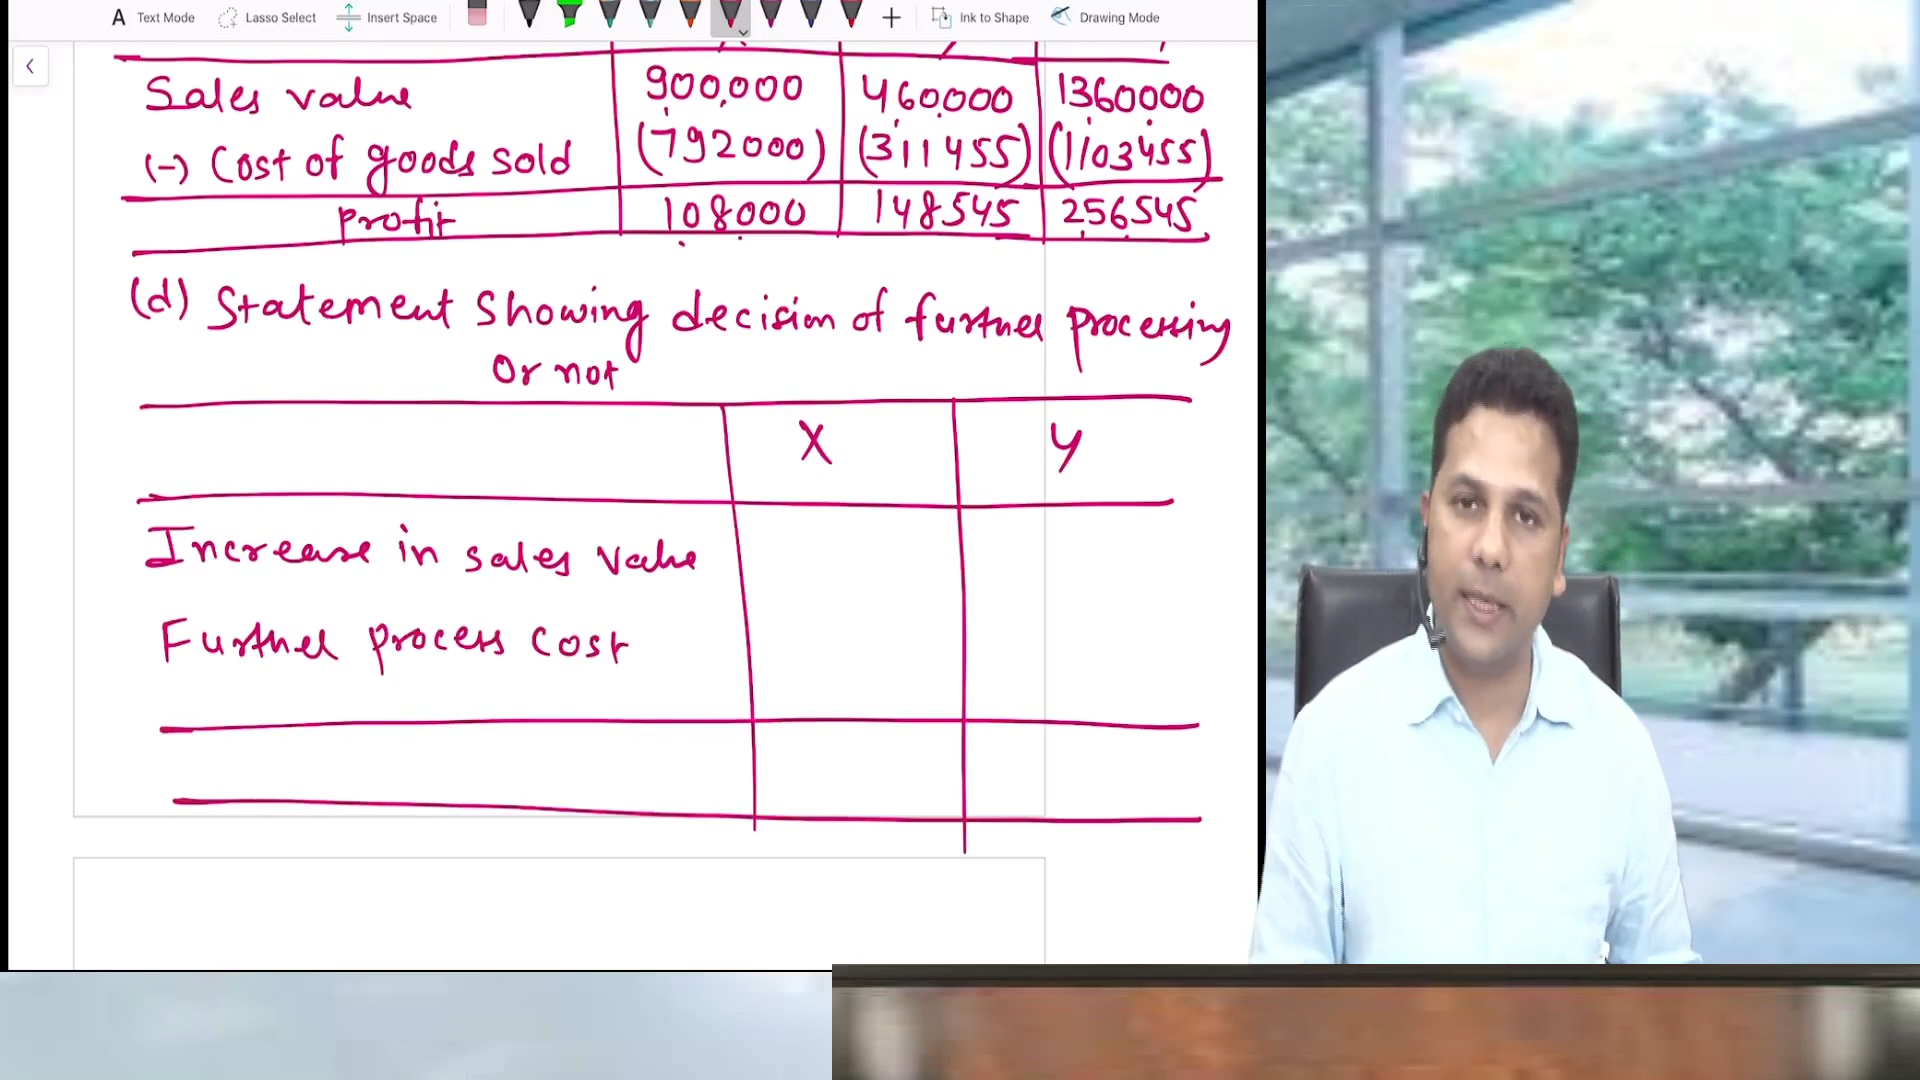 A Text Mode Lasso Select Insert Space Ink to Shape Drawing Mode
Sales value 900,000 460000 1360000
(-) Cost of goods sold (792000) (311455) (1103455)
Profit 108000 148545 256545
(d) Statement Showing decision of further processing
Or not
X Y
Increase in sales value
Further process cost